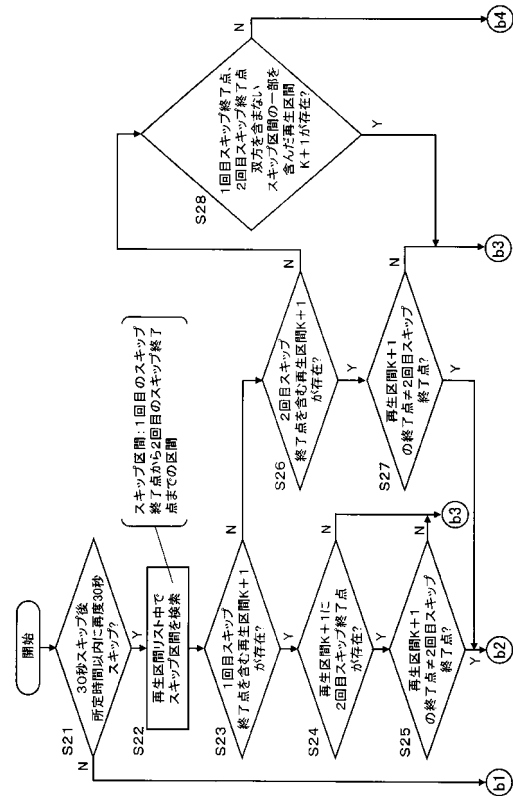 開始
S21
30秒スキップ後
所定時間以内に再度30秒
スキップ?
N
Y
S22
再生区間リスト中で
スキップ区間を検索
スキップ区間:1回目のスキップ
終了点から2回目のスキップ終了
点までの区間
S23
1回目スキップ
終了点を含む再生区間K+1
が存在?
N
Y
S24
再生区間K+1に
2回目スキップ終了点
が存在?
N
Y
S25
再生区間K+1
の終了点≠2回目スキップ
終了点?
N
Y
S26
2回目スキップ
終了点を含む再生区間K+1
が存在?
N
Y
S27
再生区間K+1
の終了点≠2回目スキップ
終了点?
N
Y
S28
1回目スキップ終了点、
2回目スキップ終了点
双方を含まない
スキップ区間の一部を
含んだ再生区間
K+1が存在?
N
Y
b1
b2
b3
b3
b4